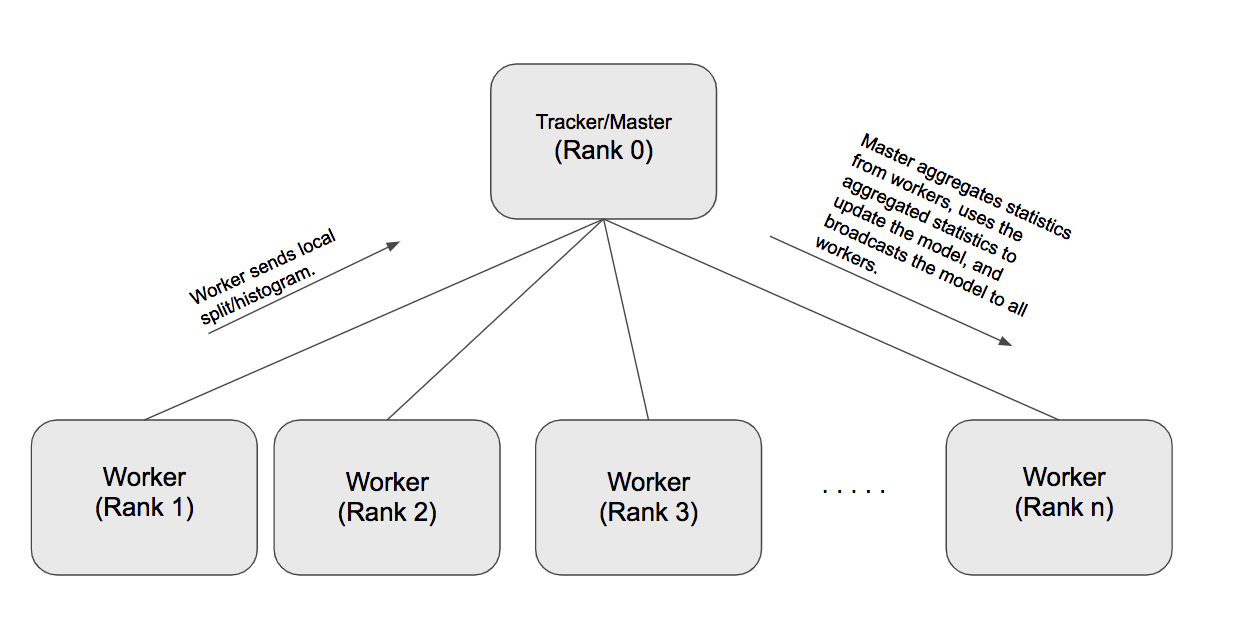 Tracker/Master
(Rank 0)
Worker sends local
split/histogram.
Master aggregates statistics
from workers, uses the
aggregated statistics to
update the model, and
broadcasts the model to all
workers.
Worker
(Rank 1)
Worker
(Rank 2)
Worker
(Rank 3)
. . . . .
Worker
(Rank n)